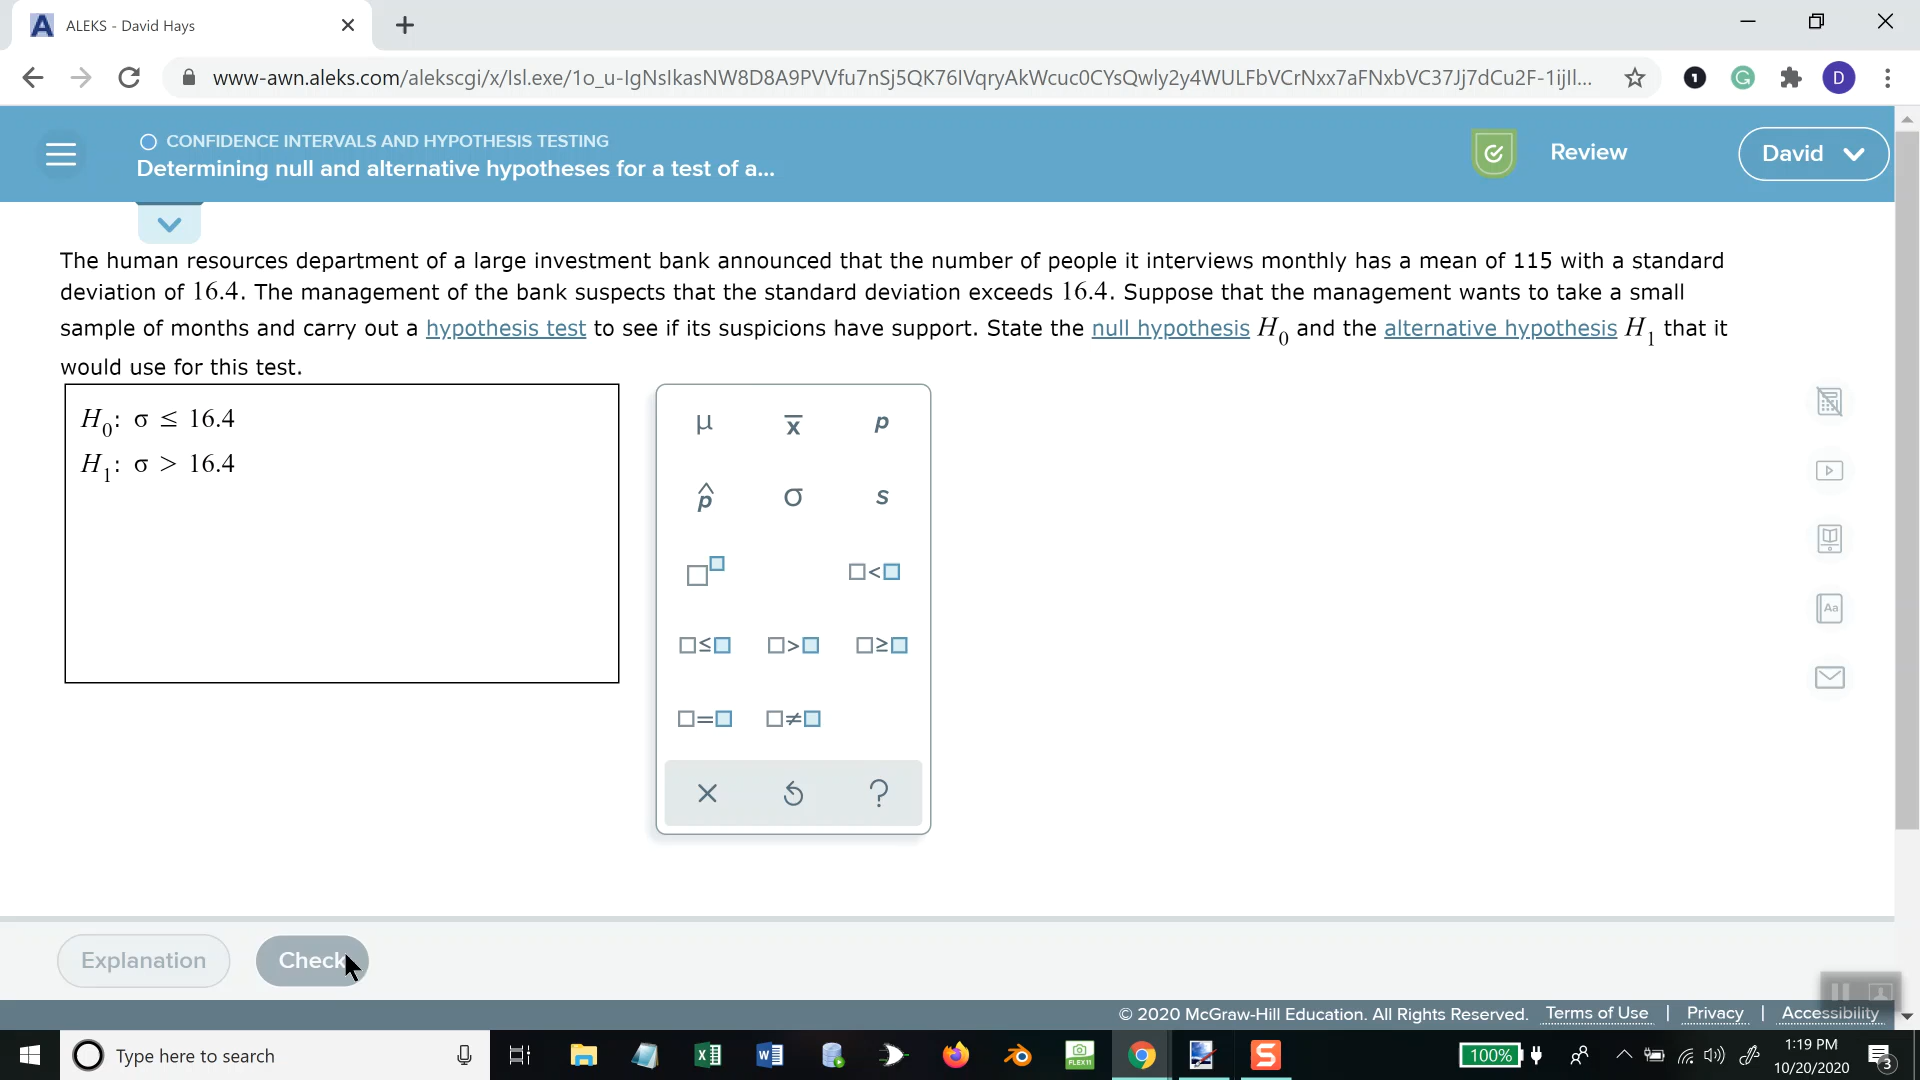 ALEKS - David Hays
www-awn.aleks.com/alekscgi/x/Isl.exe/1o_u-IgNsIkasNW8D8A9PVVfu7nSj5QK76IVqryAkWcuc0CYsQwly2y4WULFbVCrNxx7aFNxbVC37Jj7dCu2F-1ijIl...
D
CONFIDENCE INTERVALS AND HYPOTHESIS TESTING
Determining null and alternative hypotheses for a test of a...
Review
David
The human resources department of a large investment bank announced that the number of people it interviews monthly has a mean of 115 with a standard
deviation of 16.4. The management of the bank suspects that the standard deviation exceeds 16.4. Suppose that the management wants to take a small
sample of months and carry out a hypothesis test to see if its suspicions have support. State the null hypothesis H₀ and the alternative hypothesis H₁ that it
would use for this test.
H₀: σ ≤ 16.4
H₁: σ > 16.4
μ x̅ p
p̂ σ s
□^□ □<□
□≤□ □>□ □≥□
□=□ □≠□
× ?
Aa
Explanation
Check
© 2020 McGraw-Hill Education. All Rights Reserved. Terms of Use | Privacy | Accessibility
Type here to search
FLEX11
100%
1:19 PM
10/20/2020
3